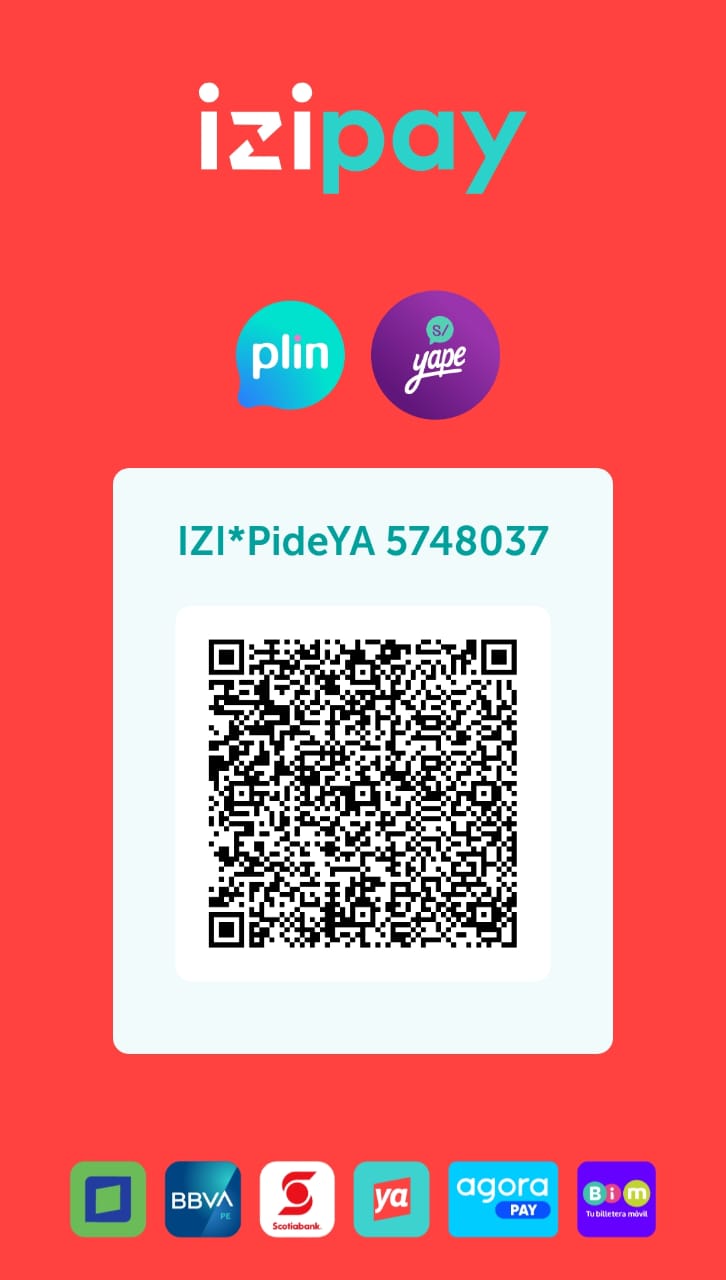 izipay
plin
S/
yape
IZI*PideYA 5748037
BBVA
PE
Scotiabank
ya
agora
PAY
Bim
Tu billetera móvil